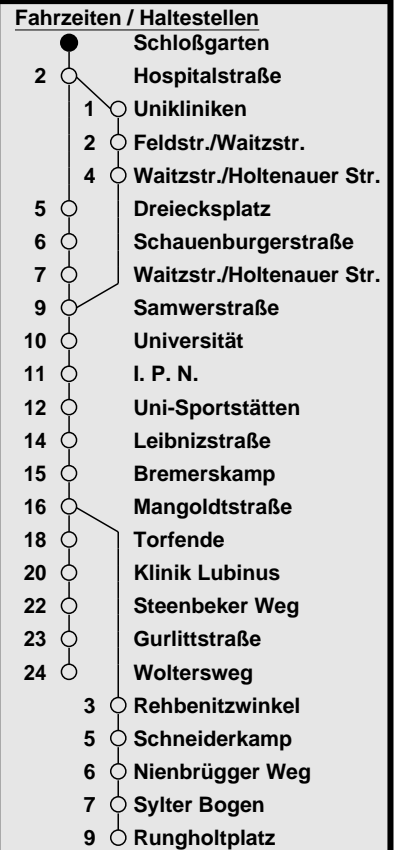 Fahrzeiten / Haltestellen
Schloßgarten
2 Hospitalstraße
1 Unikliniken
2 Feldstr./Waitzstr.
4 Waitzstr./Holtenauer Str.
5 Dreiecksplatz
6 Schauenburgerstraße
7 Waitzstr./Holtenauer Str.
9 Samwerstraße
10 Universität
11 I. P. N.
12 Uni-Sportstätten
14 Leibnizstraße
15 Bremerskamp
16 Mangoldtstraße
18 Torfende
20 Klinik Lubinus
22 Steenbeker Weg
23 Gurlittstraße
24 Woltersweg
3 Rehbenitzwinkel
5 Schneiderkamp
6 Nienbrügger Weg
7 Sylter Bogen
9 Rungholtplatz